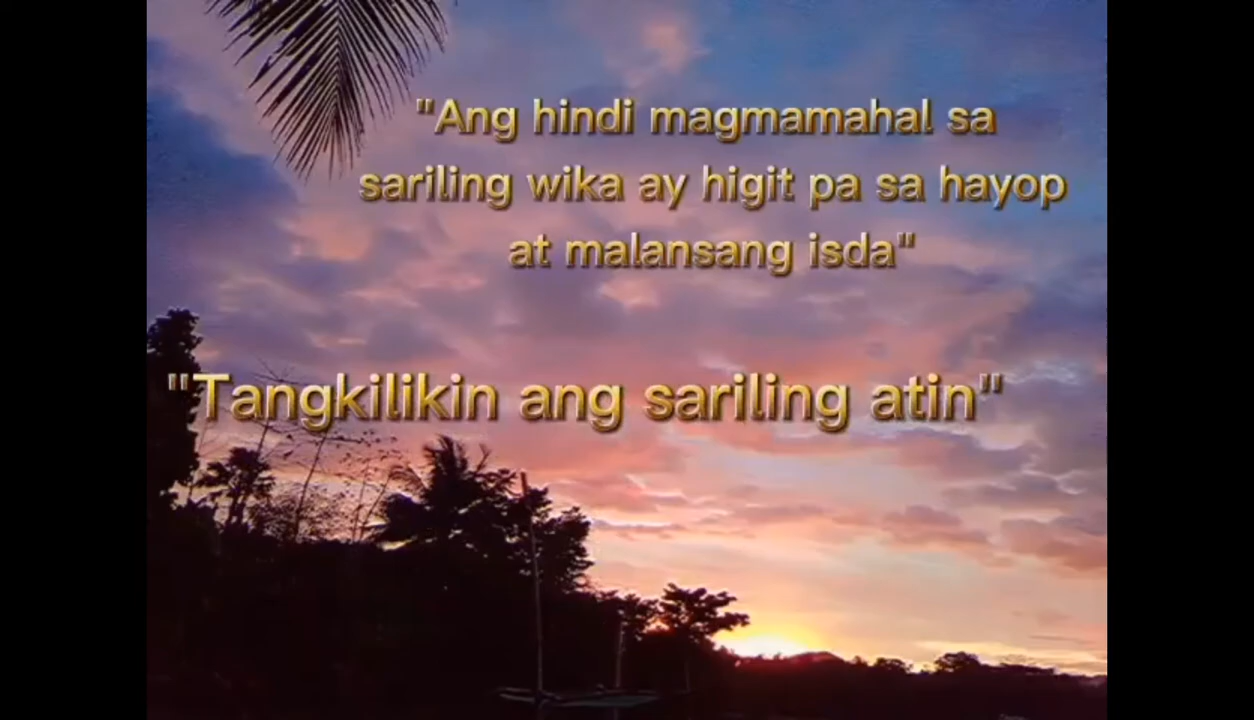 "Ang hindi magmamahal sa
sariling wika ay higit pa sa hayop
at malansang isda"
"Tangkilikin ang sariling atin"